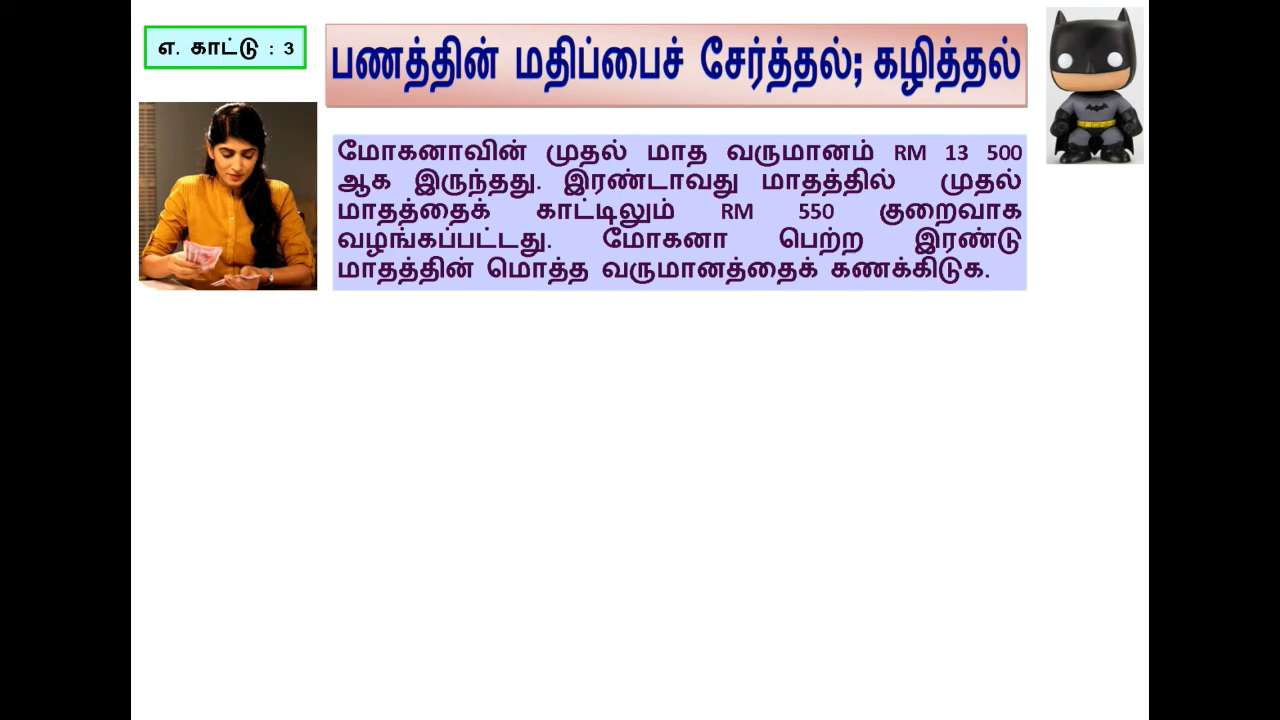 எ. காட்டு : 3
பணத்தின் மதிப்பைச் சேர்த்தல்; கழித்தல்
மோகனாவின் முதல் மாத வருமானம் RM 13 500
ஆக இருந்தது. இரண்டாவது மாதத்தில் முதல்
மாதத்தைக் காட்டிலும் RM 550 குறைவாக
வழங்கப்பட்டது. மோகனா பெற்ற இரண்டு
மாதத்தின் மொத்த வருமானத்தைக் கணக்கிடுக.